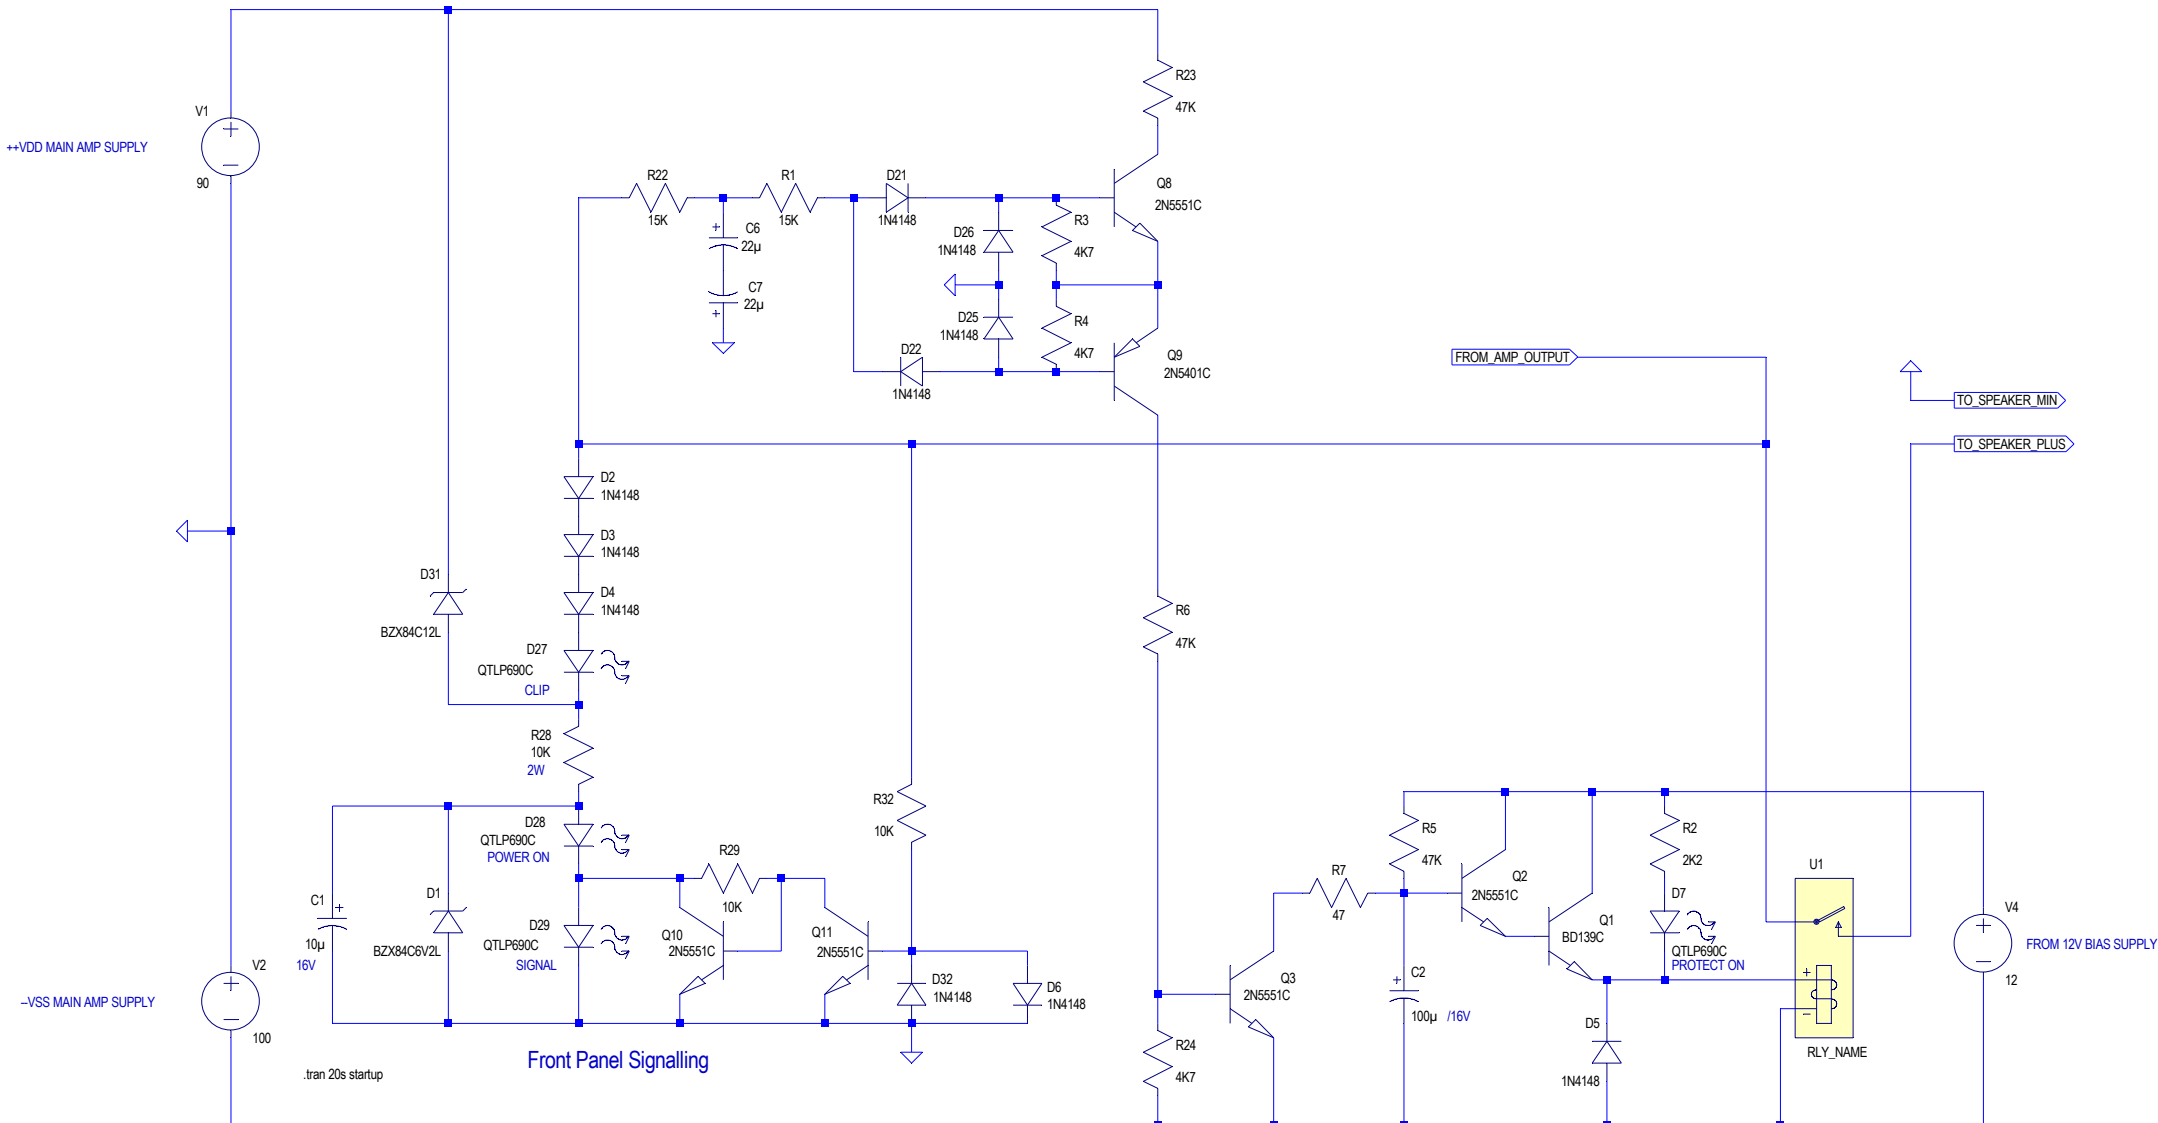 R23
47K
V1
++VDD MAIN AMP SUPPLY
90
R22
15K
R1
15K
D21
1N4148
Q8
2N5551C
C6
22µ
D26
1N4148
R3
4K7
C7
22µ
D25
1N4148
R4
4K7
D22
1N4148
Q9
2N5401C
FROM_AMP_OUTPUT
TO_SPEAKER_MIN
TO_SPEAKER_PLUS
D2
1N4148
D3
1N4148
D31
BZX84C12L
D4
1N4148
R6
47K
D27
QTLP690C
CLIP
R28
10K
2W
R32
10K
D28
QTLP690C
POWER ON
R29
10K
R5
47K
R2
2K2
U1
R7
47
Q2
2N5551C
D7
QTLP690C
PROTECT ON
Q1
BD139C
V4
FROM 12V BIAS SUPPLY
12
C1
10µ
16V
D1
BZX84C6V2L
D29
QTLP690C
SIGNAL
Q10
2N5551C
Q11
2N5551C
V2
--VSS MAIN AMP SUPPLY
100
D32
1N4148
D6
1N4148
Q3
2N5551C
C2
100µ /16V
D5
1N4148
RLY_NAME
R24
4K7
Front Panel Signalling
.tran 20s startup